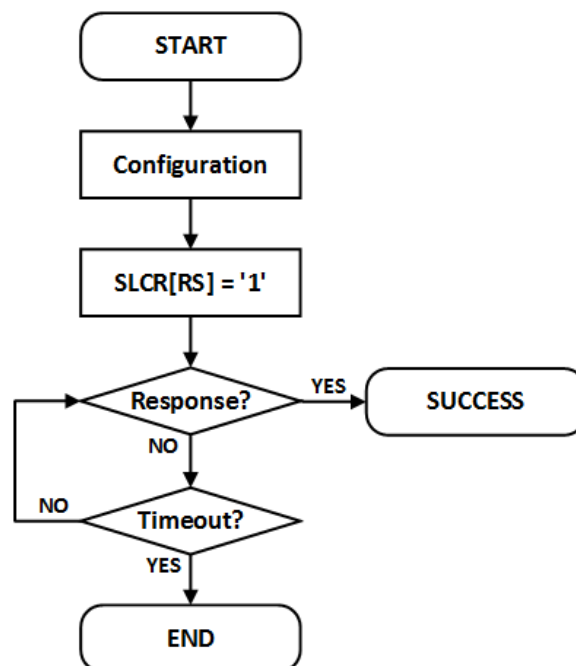 START
Configuration
SLCR[RS] = '1'
Response?
YES
SUCCESS
NO
NO
Timeout?
YES
END